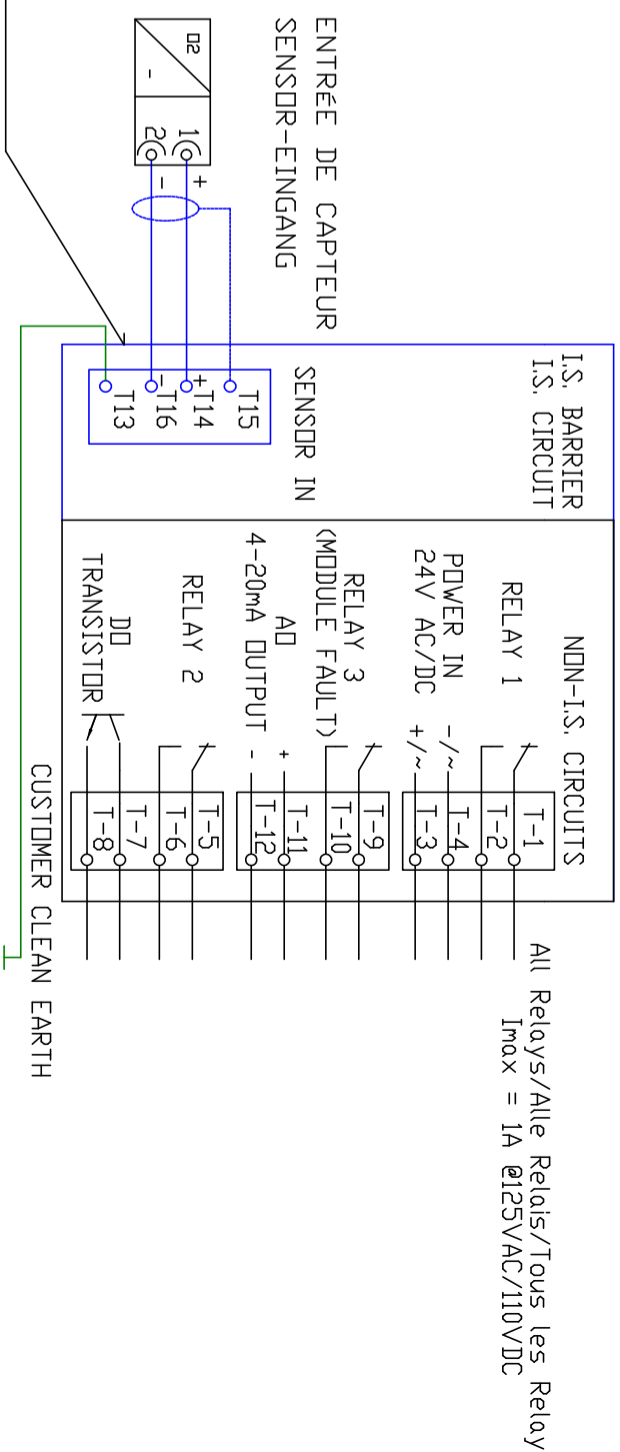 ENTRÉE DE CAPTEUR
SENSOR-EINGANG
02
-
1
2
+
-
I.S. BARRIER
I.S. CIRCUIT
SENSOR IN
T15
+T14
-T16
T13
NON-I.S. CIRCUITS
RELAY 1
T-1
T-2
POWER IN
24V AC/DC
-/~
+/~
T-4
T-3
RELAY 3
(MODULE FAULT)
T-9
T-10
AO
4-20mA OUTPUT
+
-
T-11
T-12
RELAY 2
T-5
T-6
DO
TRANSISTOR
T-7
T-8
CUSTOMER CLEAN EARTH
All Relays/Alle Relais/Tous les Relay
Imax = 1A @125VAC/110VDC